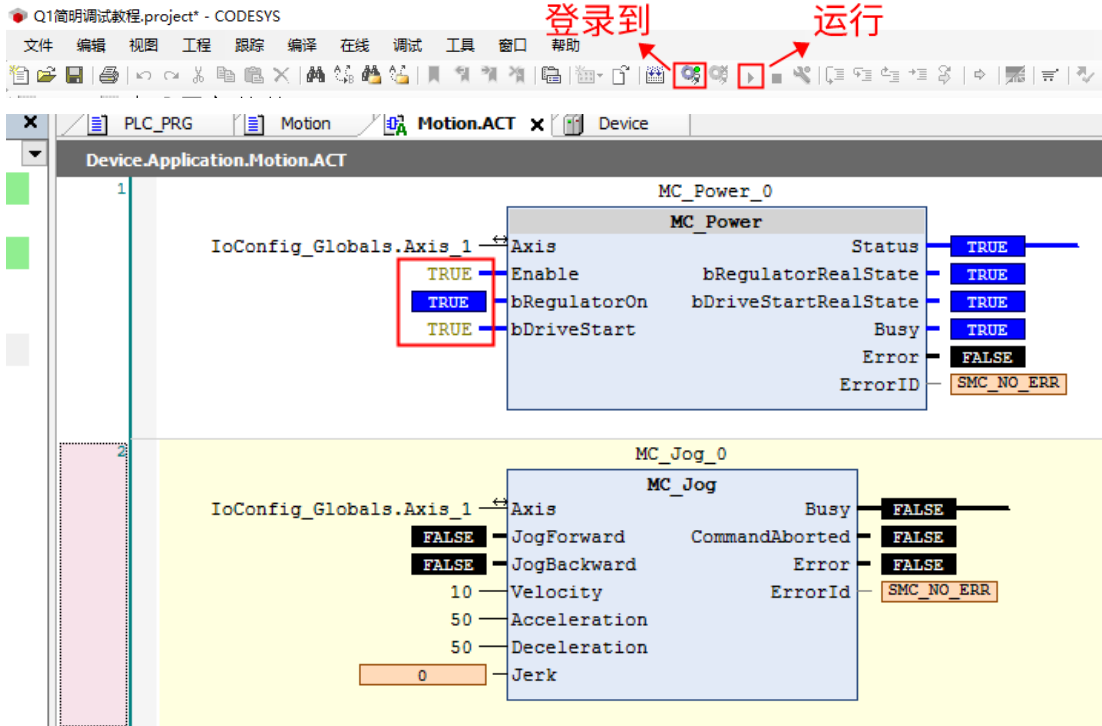 Q1简明调试教程.project* - CODESYS
登录到
运行
文件 编辑 视图 工程 跟踪 编译 在线 调试 工具 窗口 帮助
PLC_PRG Motion Motion.ACT Device
Device.Application.Motion.ACT
1
MC_Power_0
MC_Power
IoConfig_Globals.Axis_1 Axis Status TRUE
TRUE Enable bRegulatorRealState TRUE
TRUE bRegulatorOn bDriveStartRealState TRUE
TRUE bDriveStart Busy TRUE
Error FALSE
ErrorID SMC_NO_ERR
2
MC_Jog_0
MC_Jog
IoConfig_Globals.Axis_1 Axis Busy FALSE
FALSE JogForward CommandAborted FALSE
FALSE JogBackward Error FALSE
10 Velocity ErrorId SMC_NO_ERR
50 Acceleration
50 Deceleration
0 Jerk